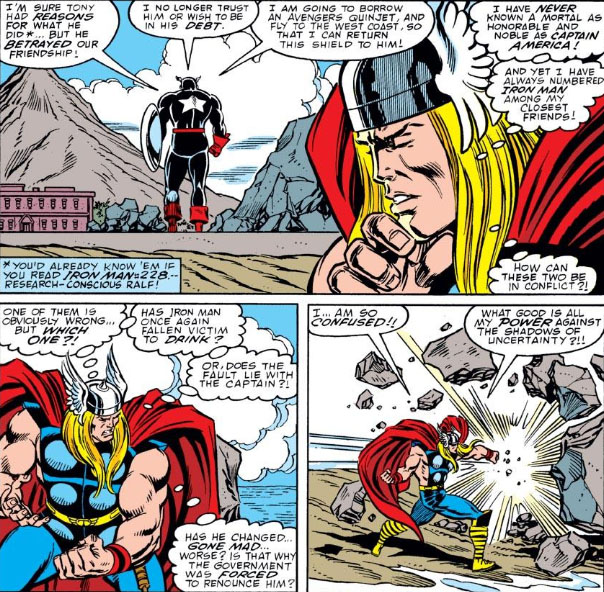 I'M SURE TONY
HAD REASONS
FOR WHAT HE
DID*... BUT HE
BETRAYED OUR
FRIENDSHIP!
I NO LONGER TRUST
HIM OR WISH TO BE
IN HIS DEBT.
I AM GOING TO BORROW
AN AVENGERS QUINJET, AND
FLY TO THE WEST COAST, SO
THAT I CAN RETURN
THIS SHIELD TO HIM!
I HAVE NEVER
KNOWN A MORTAL AS
HONORABLE AND
NOBLE AS CAPTAIN
AMERICA!
AND YET I HAVE
ALWAYS NUMBERED
IRON MAN
AMONG MY
CLOSEST
FRIENDS!
*YOU'D ALREADY KNOW 'EM IF
YOU READ IRON MAN #228.--
RESEARCH-CONSCIOUS RALF!
HOW CAN
THESE TWO BE
IN CONFLICT?!
ONE OF THEM IS
OBVIOUSLY WRONG...
BUT WHICH
ONE?!
HAS IRON MAN
ONCE AGAIN
FALLEN VICTIM
TO DRINK?
OR, DOES THE
FAULT LIE WITH
THE CAPTAIN?!
HAS HE CHANGED...
GONE MAD...
WORSE? IS THAT WHY
THE GOVERNMENT
WAS FORCED
TO RENOUNCE HIM?
I... AM SO
CONFUSED!!
WHAT GOOD IS ALL
MY POWER AGAINST
THE SHADOWS OF
UNCERTAINTY?!!